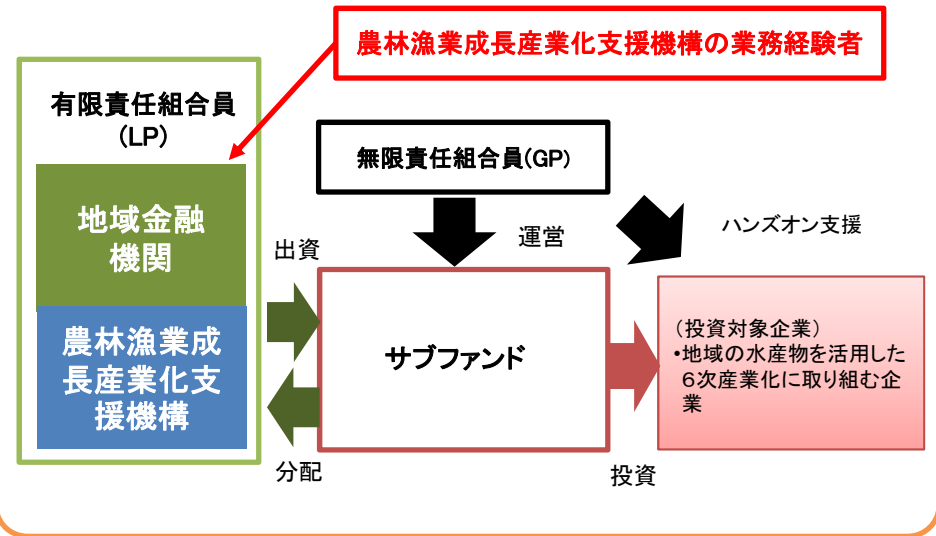 農林漁業成長産業化支援機構の業務経験者
有限責任組合員
(LP)
無限責任組合員(GP)
地域金融
機関
農林漁業成
長産業化支
援機構
出資
運営
ハンズオン支援
サブファンド
（投資対象企業）
・地域の水産物を活用した
６次産業化に取り組む企
業
分配
投資